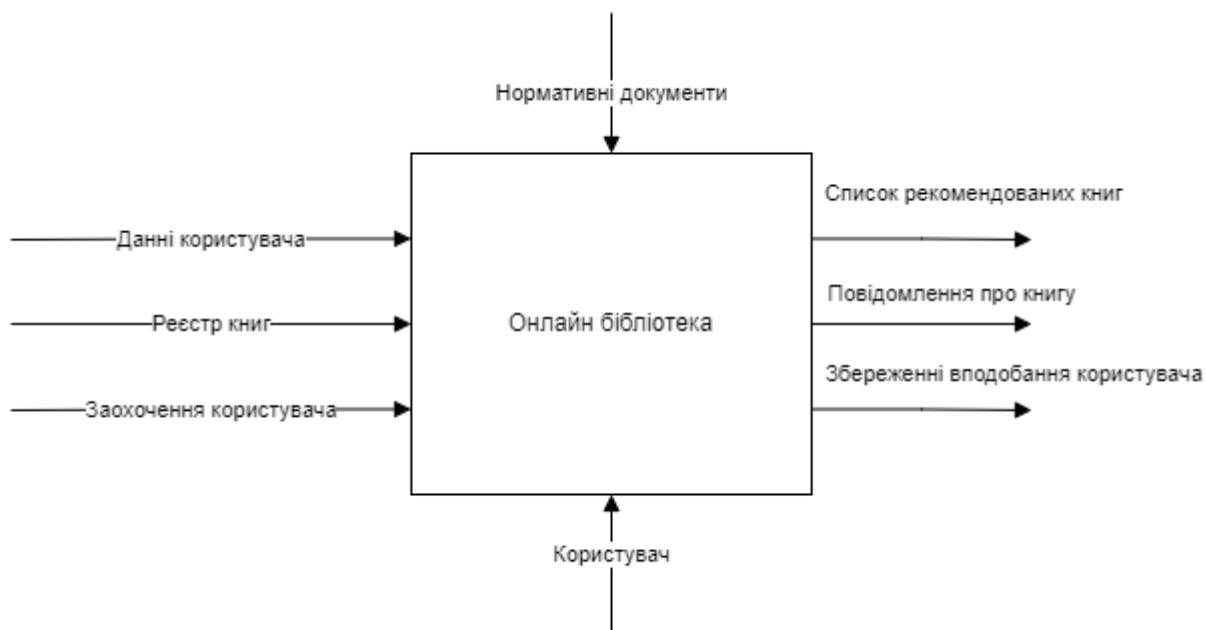 Нормативні документи
Список рекомендованих книг
Данні користувача
Повідомлення про книгу
Реєстр книг
Онлайн бібліотека
Збереженні вподобання користувача
Заохочення користувача
Користувач